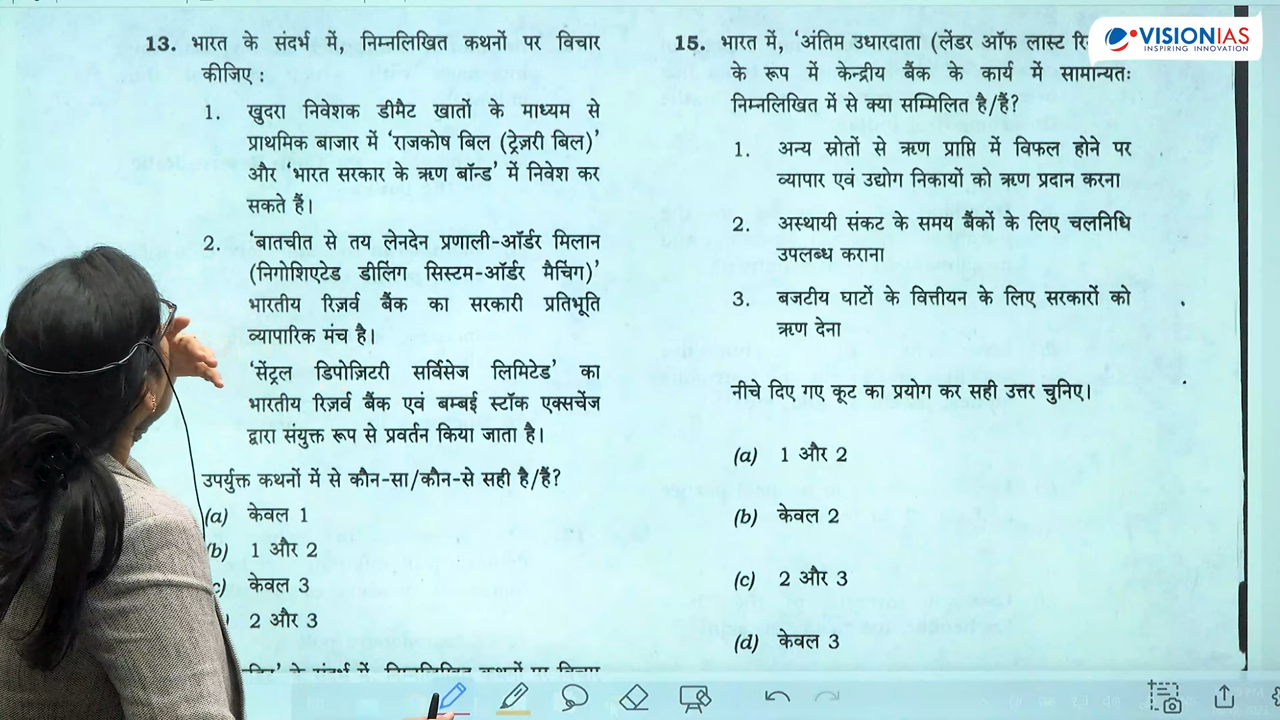 VISIONIAS
INSPIRING INNOVATION
13. भारत के संदर्भ में, निम्नलिखित कथनों पर विचार
कीजिए :
1. खुदरा निवेशक डीमैट खातों के माध्यम से
प्राथमिक बाजार में 'राजकोष बिल (ट्रेज़री बिल)'
और 'भारत सरकार के ऋण बॉन्ड' में निवेश कर
सकते हैं।
2. 'बातचीत से तय लेनदेन प्रणाली-ऑर्डर मिलान
(निगोशिएटेड डीलिंग सिस्टम-ऑर्डर मैचिंग)'
भारतीय रिज़र्व बैंक का सरकारी प्रतिभूति
व्यापारिक मंच है।
'सेंट्रल डिपोज़िटरी सर्विसेज लिमिटेड' का
भारतीय रिज़र्व बैंक एवं बम्बई स्टॉक एक्सचेंज
द्वारा संयुक्त रूप से प्रवर्तन किया जाता है।
उपर्युक्त कथनों में से कौन-सा/कौन-से सही है/हैं?
(a) केवल 1
(b) 1 और 2
c) केवल 3
2 और 3
के संदर्भ में, निम्नलिखित कथनों पर विचार
15. भारत में, 'अंतिम उधारदाता (लेंडर ऑफ लास्ट
के रूप में केन्द्रीय बैंक के कार्य में सामान्यतः
निम्नलिखित में से क्या सम्मिलित है/हैं?
1. अन्य स्रोतों से ऋण प्राप्ति में विफल होने पर
व्यापार एवं उद्योग निकायों को ऋण प्रदान करना
2. अस्थायी संकट के समय बैंकों के लिए चलनिधि
उपलब्ध कराना
3. बजटीय घाटों के वित्तीयन के लिए सरकारों को
ऋण देना
नीचे दिए गए कूट का प्रयोग कर सही उत्तर चुनिए।
(a) 1 और 2
(b) केवल 2
(c) 2 और 3
(d) केवल 3